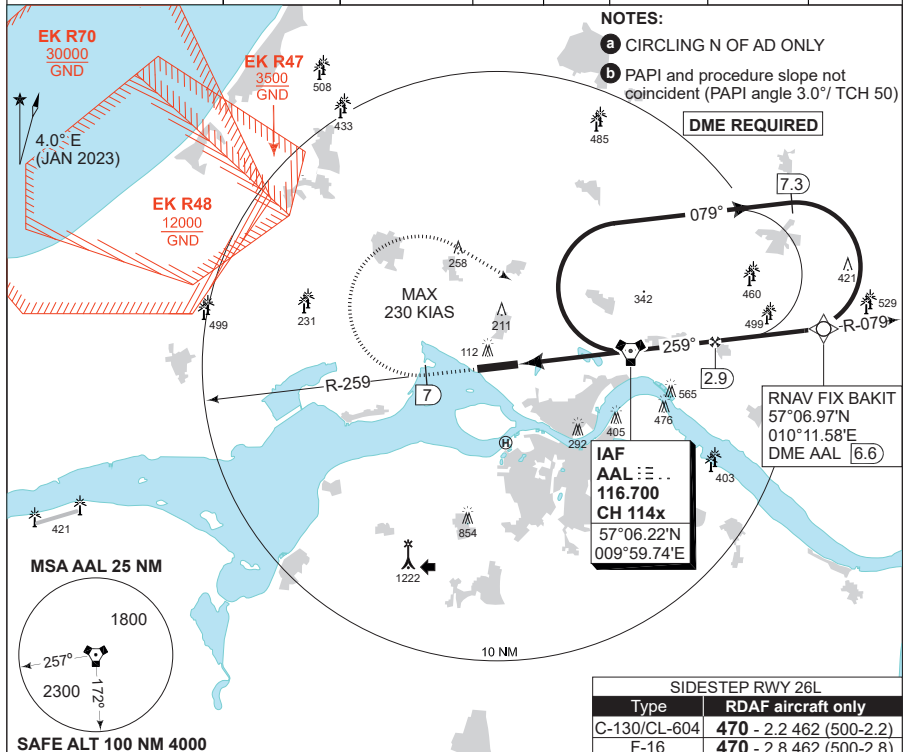 NOTES:
a CIRCLING N OF AD ONLY
b PAPI and procedure slope not
coincident (PAPI angle 3.0°/ TCH 50)
DME REQUIRED
EK R70
30000
GND
EK R47
3500
GND
508
433
485
4.0° E
(JAN 2023)
EK R48
12000
GND
7.3
079°
258
MAX
230 KIAS
342
460
421
499
231
211
499
529
112
259°
R-079
R-259
7
2.9
565
476
405
292
RNAV FIX BAKIT
57°06.97'N
010°11.58'E
DME AAL 6.6
H
IAF
AAL
116.700
CH 114x
57°06.22'N
009°59.74'E
403
421
854
1222
MSA AAL 25 NM
1800
257°
2300
172°
10 NM
SAFE ALT 100 NM 4000
SIDESTEP RWY 26L
Type RDAF aircraft only
C-130/CL-604 470 - 2.2 462 (500-2.2)
F-16 470 - 2.8 462 (500-2.8)